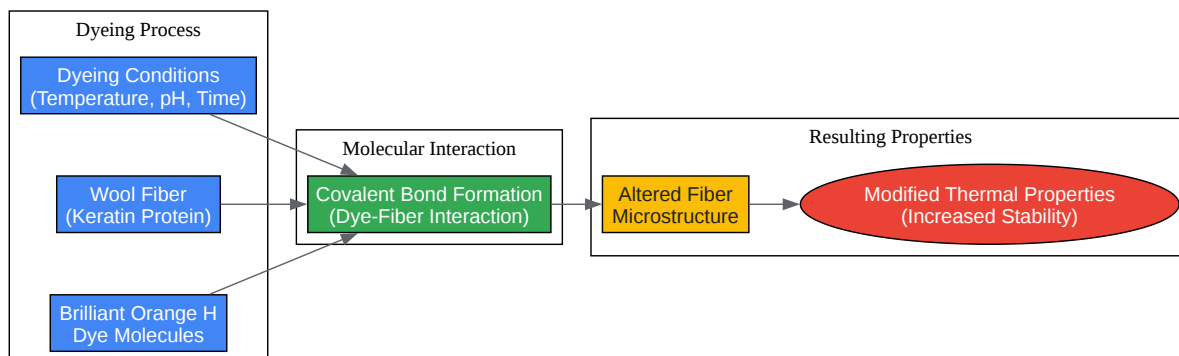 Dyeing Process
Dyeing Conditions
(Temperature, pH, Time)
Wool Fiber
(Keratin Protein)
Brilliant Orange H
Dye Molecules
Molecular Interaction
Covalent Bond Formation
(Dye-Fiber Interaction)
Resulting Properties
Altered Fiber
Microstructure
Modified Thermal Properties
(Increased Stability)